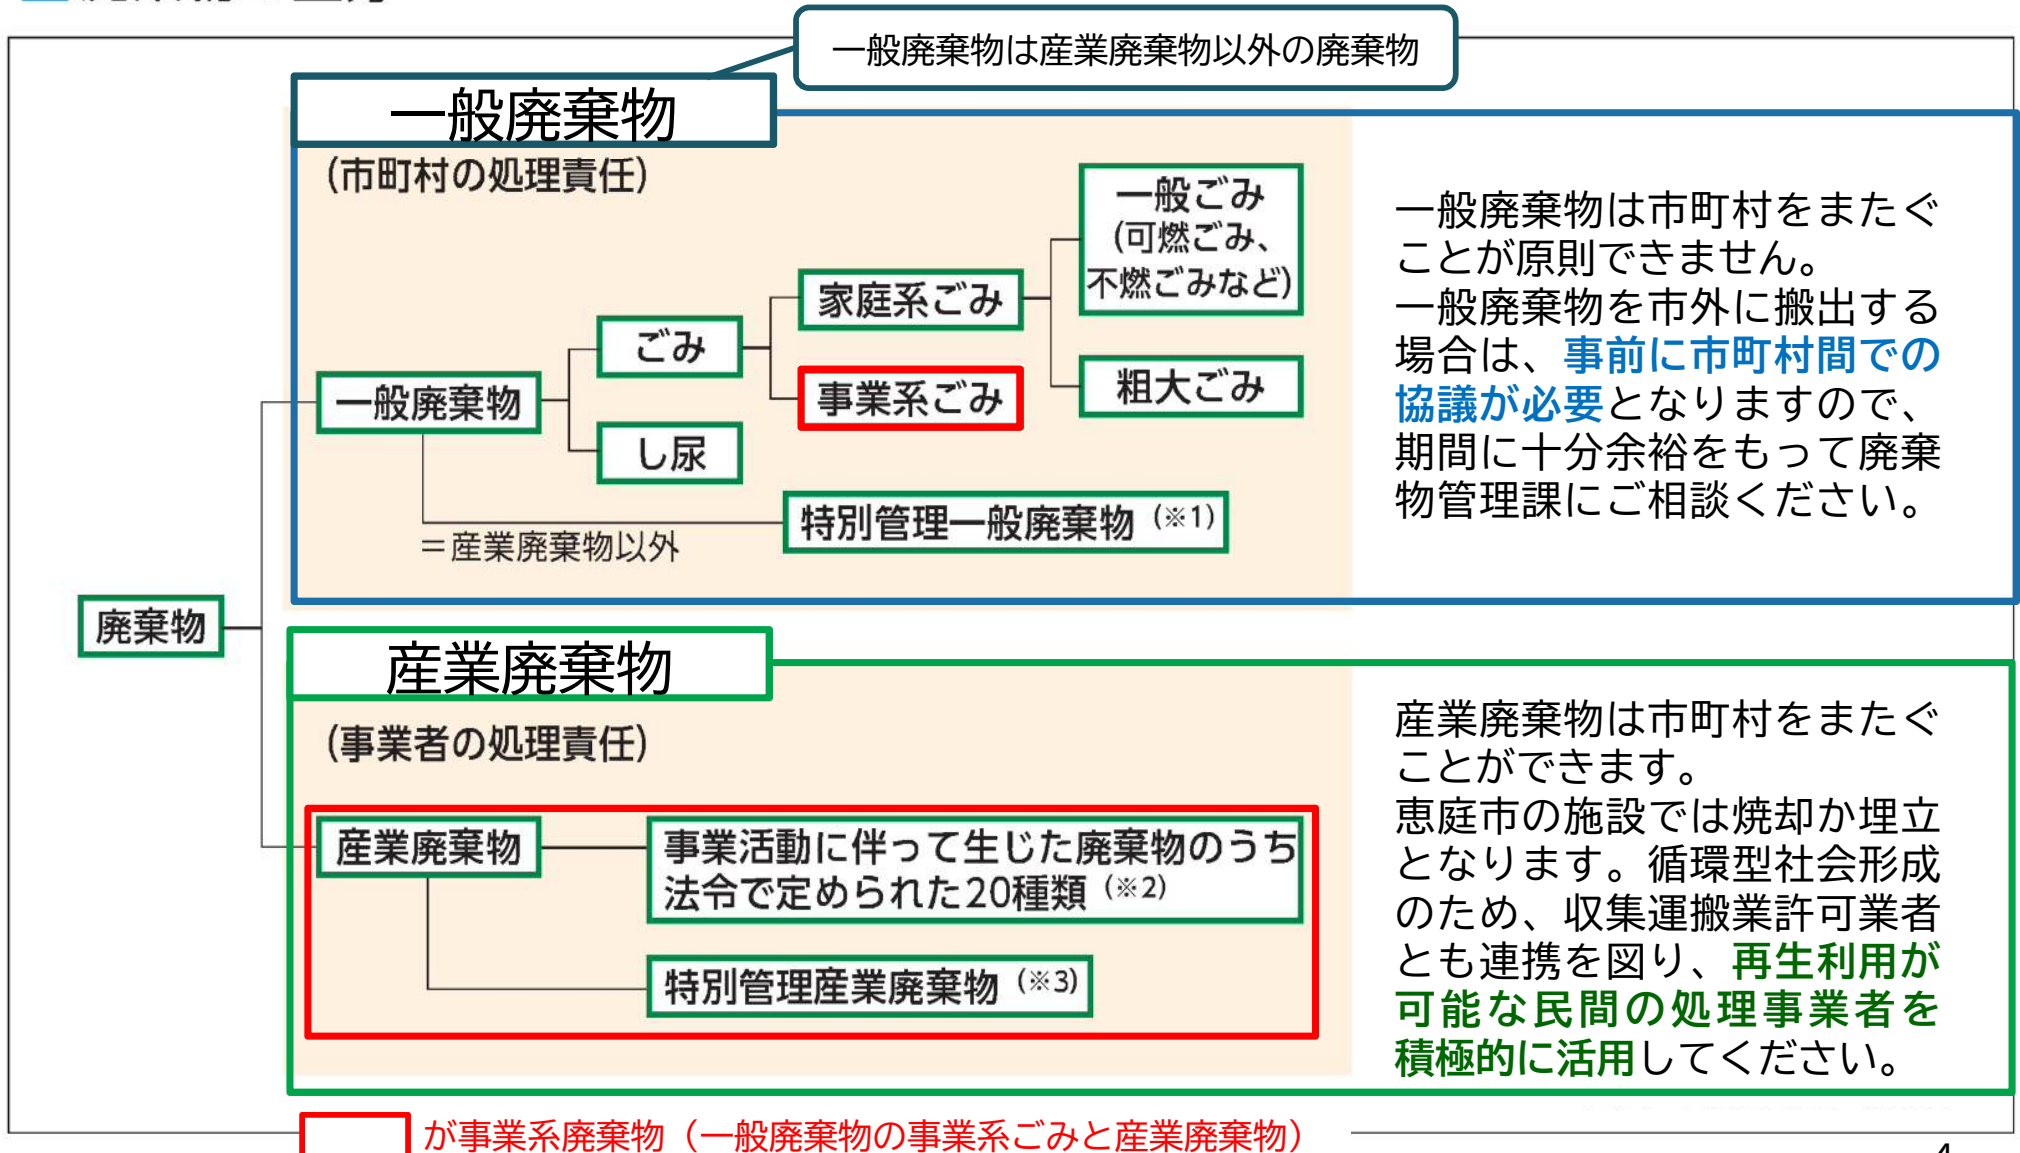 一般廃棄物は産業廃棄物以外の廃棄物
一般廃棄物
(市町村の処理責任)
一般ごみ
(可燃ごみ、
不燃ごみなど)
家庭系ごみ
ごみ
事業系ごみ
粗大ごみ
一般廃棄物
し尿
特別管理一般廃棄物 (※1)
=産業廃棄物以外
一般廃棄物は市町村をまたぐ
ことが原則できません。
一般廃棄物を市外に搬出する
場合は、事前に市町村間での
協議が必要となりますので、
期間に十分余裕をもって廃棄
物管理課にご相談ください。
廃棄物
産業廃棄物
(事業者の処理責任)
産業廃棄物
事業活動に伴って生じた廃棄物のうち
法令で定められた20種類 (※2)
特別管理産業廃棄物 (※3)
産業廃棄物は市町村をまたぐ
ことができます。
恵庭市の施設では焼却か埋立
となります。循環型社会形成
のため、収集運搬業許可業者
とも連携を図り、再生利用が
可能な民間の処理事業者を
積極的に活用してください。
が事業系廃棄物（一般廃棄物の事業系ごみと産業廃棄物）